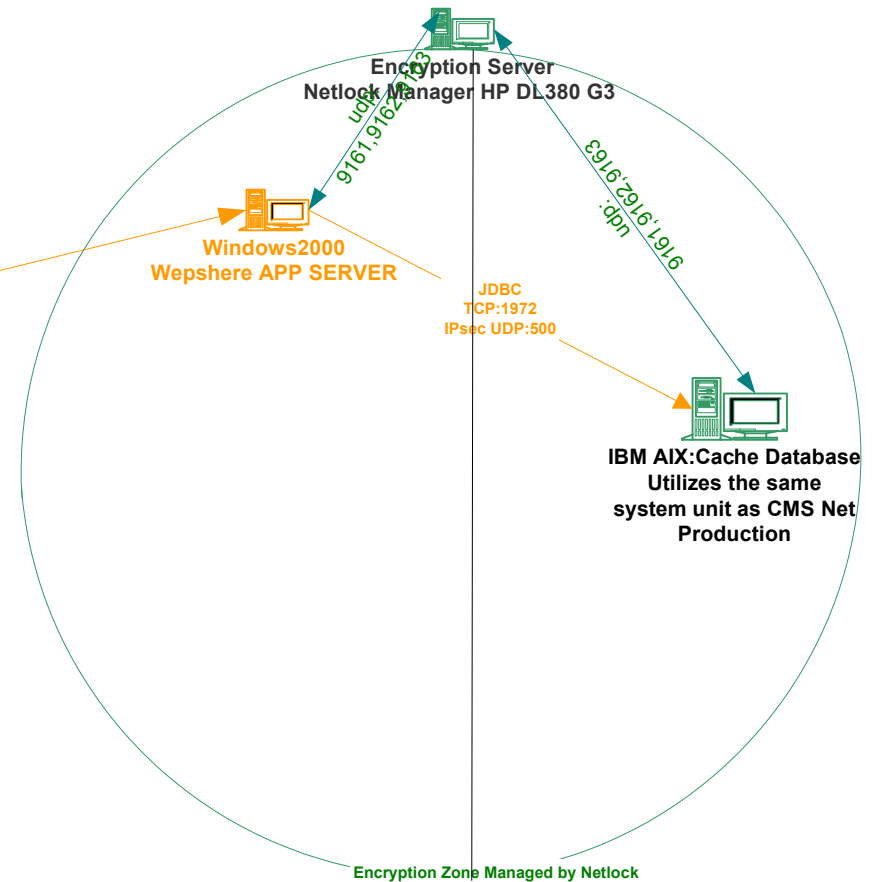 Encryption Server
Netlock Manager HP DL380 G3
udp:
9161,9162,9163
9161,9162,9163
udp:
Windows2000
Wepshere APP SERVER
JDBC
TCP:1972
IPsec UDP:500
IBM AIX:Cache Database
Utilizes the same
system unit as CMS Net
Production
Encryption Zone Managed by Netlock